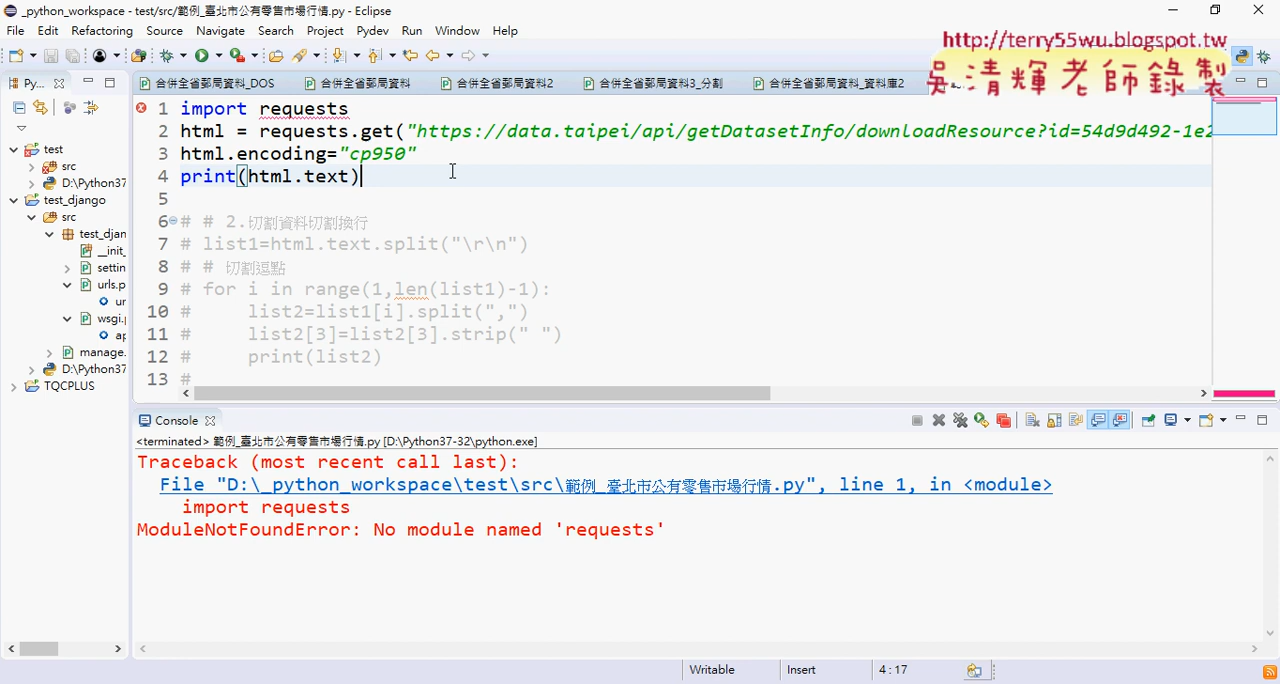 _python_workspace - test/src/範例_臺北市公有零售市場行情.py - Eclipse
File Edit Refactoring Source Navigate Search Project Pydev Run Window Help
http://terry55wu.blogspot.tw
吳清輝老師錄製
Py...
合併全省郵局資料_DOS 合併全省郵局資料 合併全省郵局資料2 合併全省郵局資料3_分割 合併全省郵局資料_資料庫2
test
src
D:\Python37
test_django
src
test_djan
__init_
settin
urls.p
ur
wsgi.
ap
manage.
D:\Python37
TQCPLUS
1 import requests
2 html = requests.get("https://data.taipei/api/getDatasetInfo/downloadResource?id=54d9d492-1e2
3 html.encoding="cp950"
4 print(html.text)
5
6 # # 2.切割資料切割換行
7 # list1=html.text.split("\r\n")
8 # # 切割逗點
9 # for i in range(1,len(list1)-1):
10 # list2=list1[i].split(",")
11 # list2[3]=list2[3].strip(" ")
12 # print(list2)
13 #
Console
<terminated> 範例_臺北市公有零售市場行情.py [D:\Python37-32\python.exe]
Traceback (most recent call last):
File "D:\_python_workspace\test\src\範例_臺北市公有零售市場行情.py", line 1, in <module>
import requests
ModuleNotFoundError: No module named 'requests'
Writable Insert 4 : 17